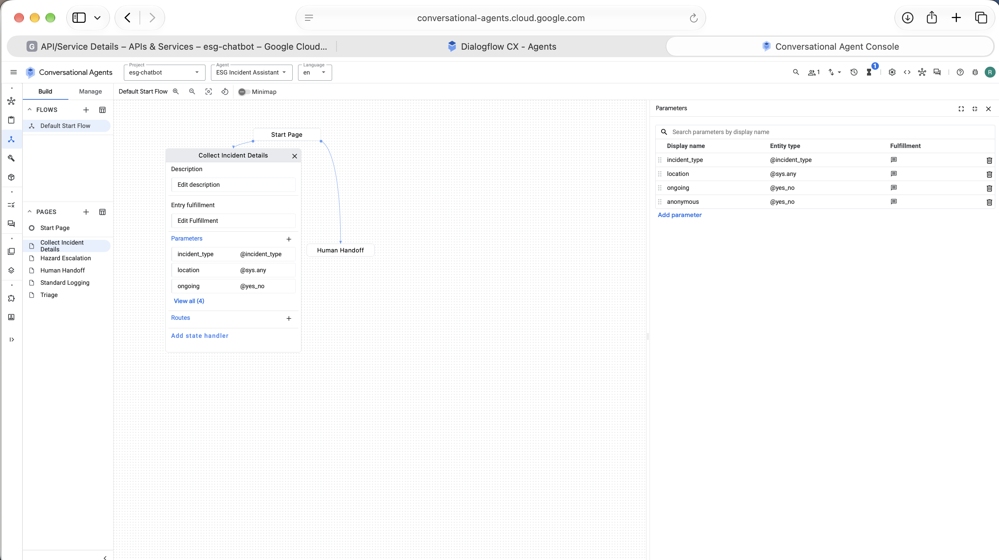 conversational-agents.cloud.google.com
G API/Service Details – APIs & Services – esg-chatbot – Google Cloud...
Dialogflow CX - Agents
Conversational Agent Console
Conversational Agents
Project
esg-chatbot
Agent
ESG Incident Assistant
Language
en
1
1
R
Build
Manage
Default Start Flow
Minimap
FLOWS
Default Start Flow
PAGES
Start Page
Collect Incident
Details
Hazard Escalation
Human Handoff
Standard Logging
Triage
Start Page
Collect Incident Details
Description
Edit description
Entry fulfillment
Edit Fulfillment
Parameters
incident_type @incident_type
location @sys.any
ongoing @yes_no
View all (4)
Routes
Add state handler
Human Handoff
Parameters
Search parameters by display name
Display name Entity type Fulfillment
incident_type @incident_type
location @sys.any
ongoing @yes_no
anonymous @yes_no
Add parameter